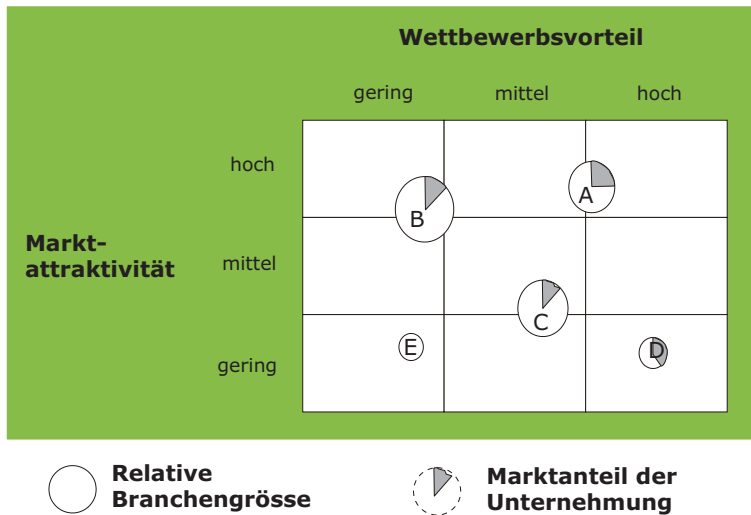 Wettbewerbsvorteil
gering mittel hoch
hoch
A
B
Markt-
attraktivität
mittel
C
E
D
gering
Relative
Branchengrösse
Marktanteil der
Unternehmung